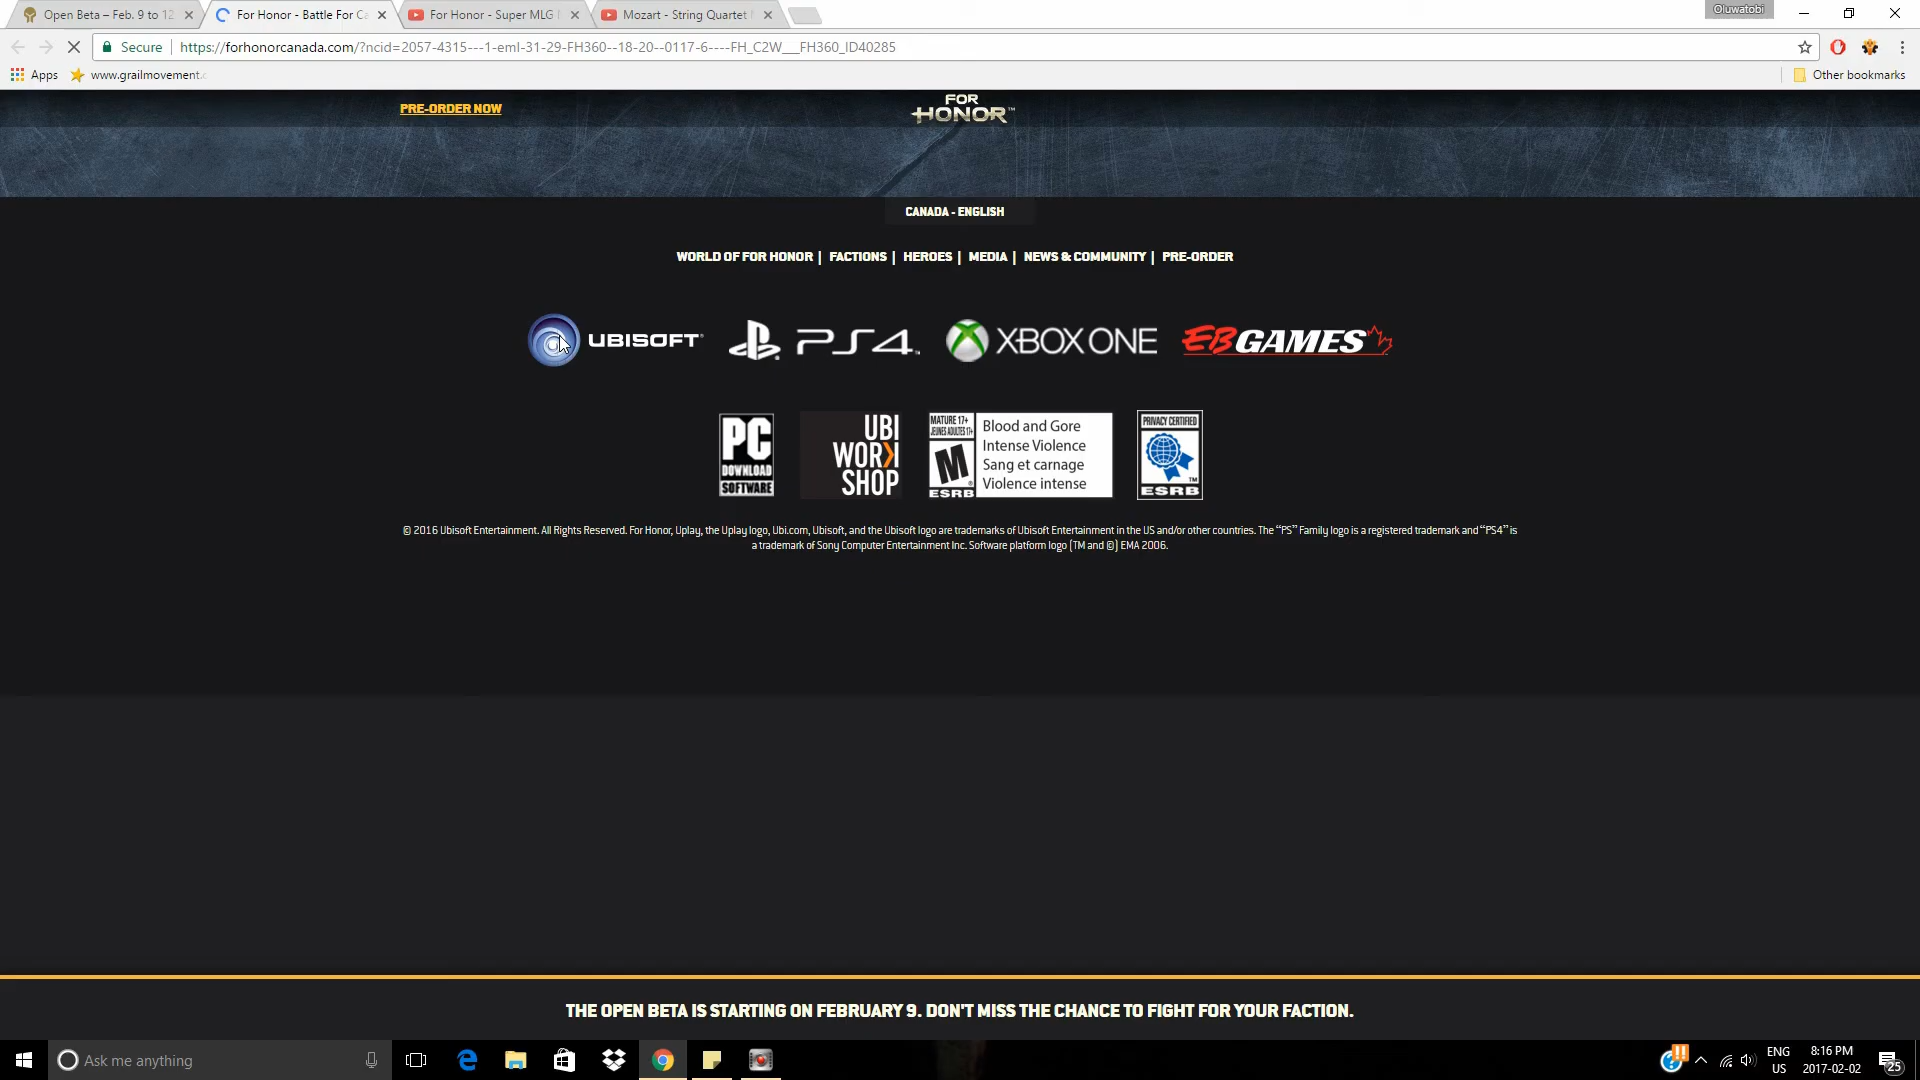 Open Beta – Feb. 9 to 12
For Honor - Battle For Ca
For Honor - Super MLG
Mozart - String Quartet
Oluwatobi
Secure
https://forhonorcanada.com/?ncid=2057-4315---1-eml-31-29-FH360--18-20--0117-6----FH_C2W___FH360_ID40285
Apps
www.grailmovement.c
Other bookmarks
PRE-ORDER NOW
FOR
HONOR™
CANADA - ENGLISH
WORLD OF FOR HONOR | FACTIONS | HEROES | MEDIA | NEWS & COMMUNITY | PRE-ORDER
UBISOFT
PS4
XBOX ONE
EB GAMES
PC
DOWNLOAD
SOFTWARE
UBI
WORK
SHOP
MATURE 17+
JEUNES ADULTES 17+
M
ESRB
Blood and Gore
Intense Violence
Sang et carnage
Violence intense
PRIVACY CERTIFIED
ESRB
© 2016 Ubisoft Entertainment. All Rights Reserved. For Honor, Uplay, the Uplay logo, Ubi.com, Ubisoft, and the Ubisoft logo are trademarks of Ubisoft Entertainment in the US and/or other countries. The “PS” Family logo is a registered trademark and “PS4” is
a trademark of Sony Computer Entertainment Inc. Software platform logo (TM and ©) EMA 2006.
THE OPEN BETA IS STARTING ON FEBRUARY 9. DON'T MISS THE CHANCE TO FIGHT FOR YOUR FACTION.
Ask me anything
ENG
US
8:16 PM
2017-02-02
25